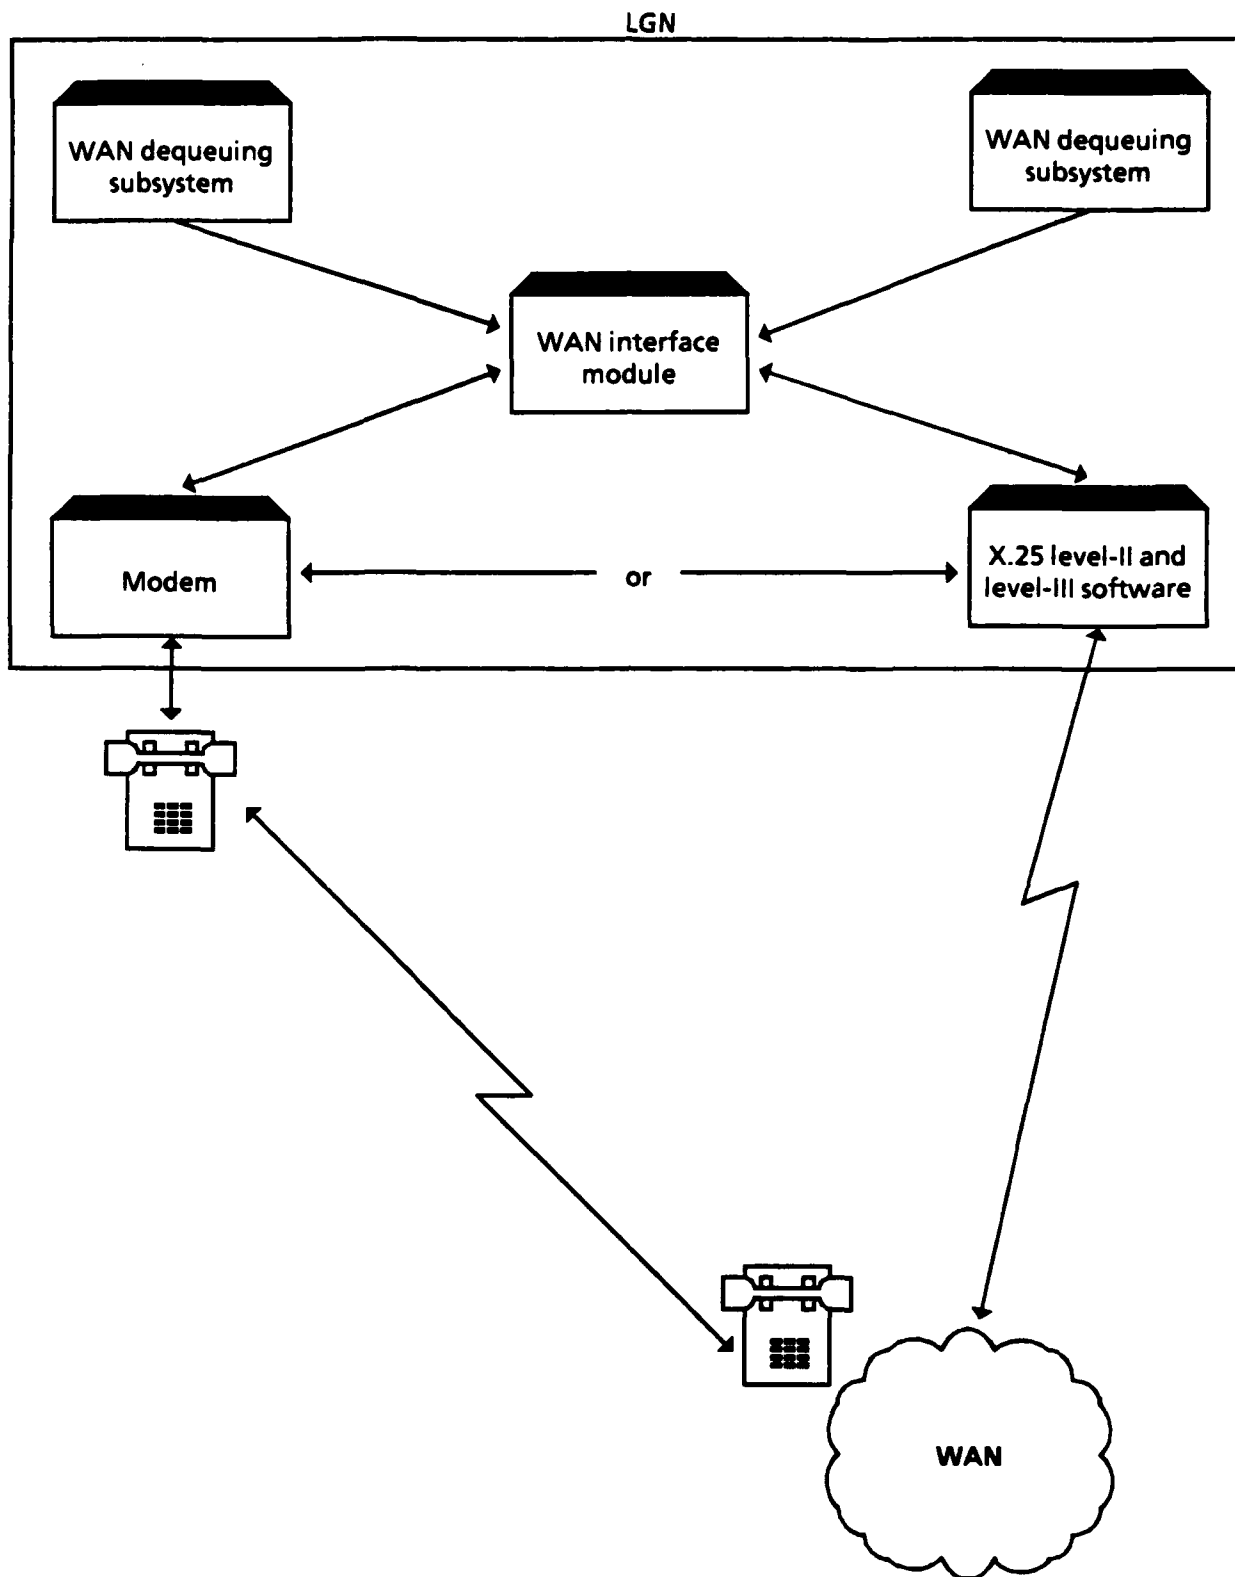 LGN
WAN dequeuing
subsystem
WAN dequeuing
subsystem
WAN interface
module
Modem
or
X.25 level-II and
level-III software
WAN